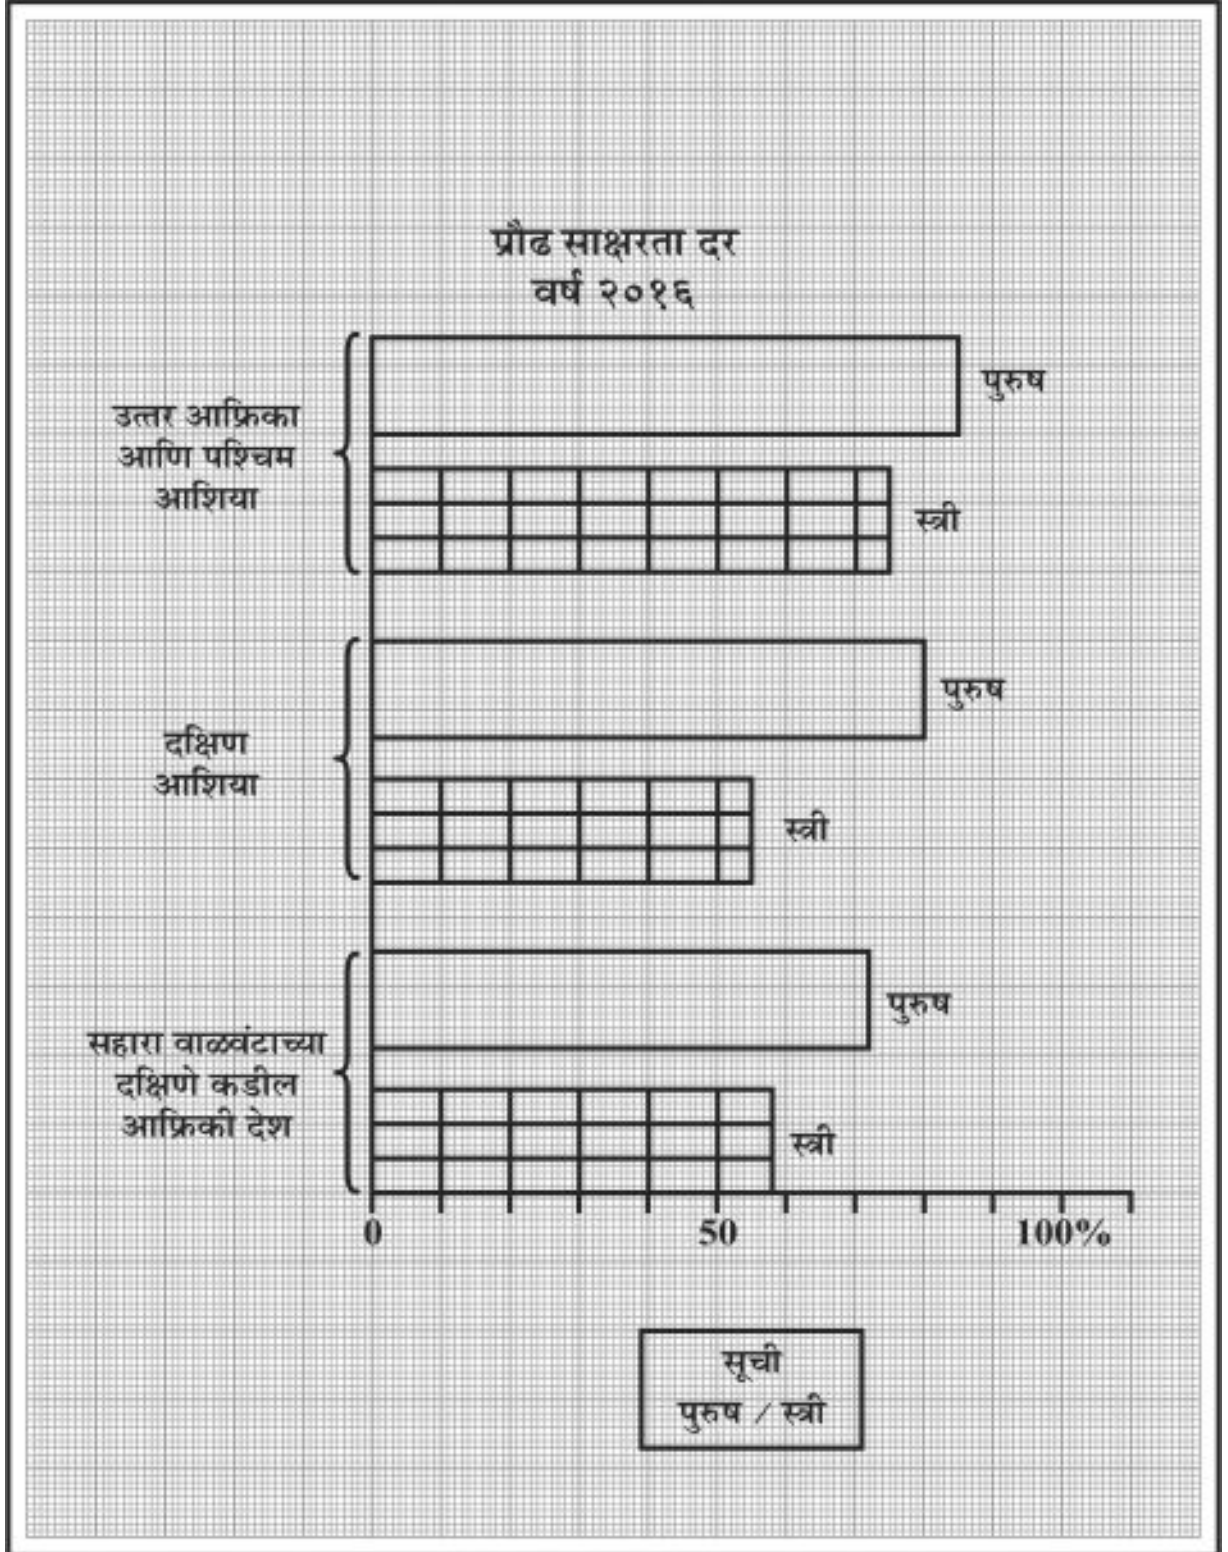 प्रौढ साक्षरता दर
वर्ष २०१६
पुरुष
उत्तर आफ्रिका
आणि पश्चिम
आशिया
स्त्री
पुरुष
दक्षिण
आशिया
स्त्री
पुरुष
सहारा वाळवंटाच्या
दक्षिणे कडील
आफ्रिकी देश
स्त्री
0 50 100%
सूची
पुरुष / स्त्री